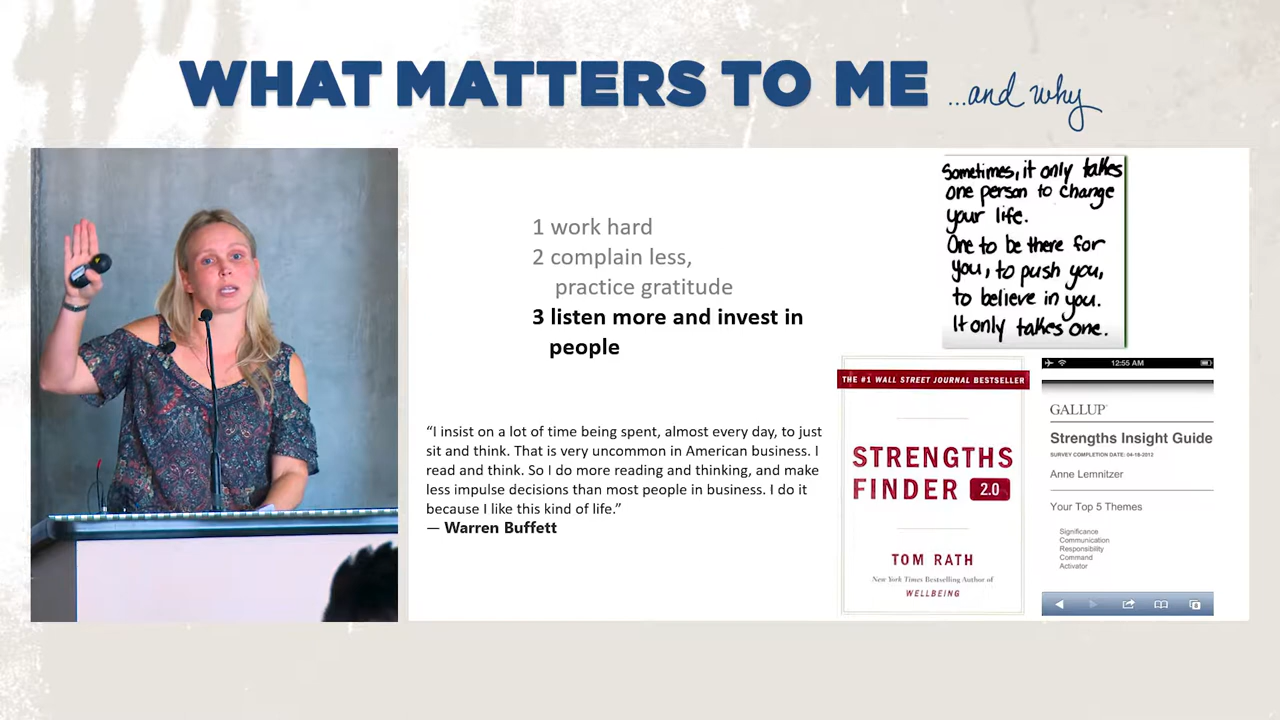 WHAT MATTERS TO ME ...and why
1 work hard
2 complain less,
practice gratitude
3 listen more and invest in
people
“I insist on a lot of time being spent, almost every day, to just
sit and think. That is very uncommon in American business. I
read and think. So I do more reading and thinking, and make
less impulse decisions than most people in business. I do it
because I like this kind of life.”
— Warren Buffett
Sometimes, it only takes
one person to change
your life.
One to be there for
you, to push you,
to believe in you.
It only takes one.
THE #1 WALL STREET JOURNAL BESTSELLER
STRENGTHS
FINDER 2.0
TOM RATH
New York Times Bestselling Author of
WELLBEING
12:55 AM
GALLUP®
Strengths Insight Guide
SURVEY COMPLETION DATE: 04-18-2012
Anne Lemnitzer
Your Top 5 Themes
Significance
Communication
Responsibility
Command
Activator